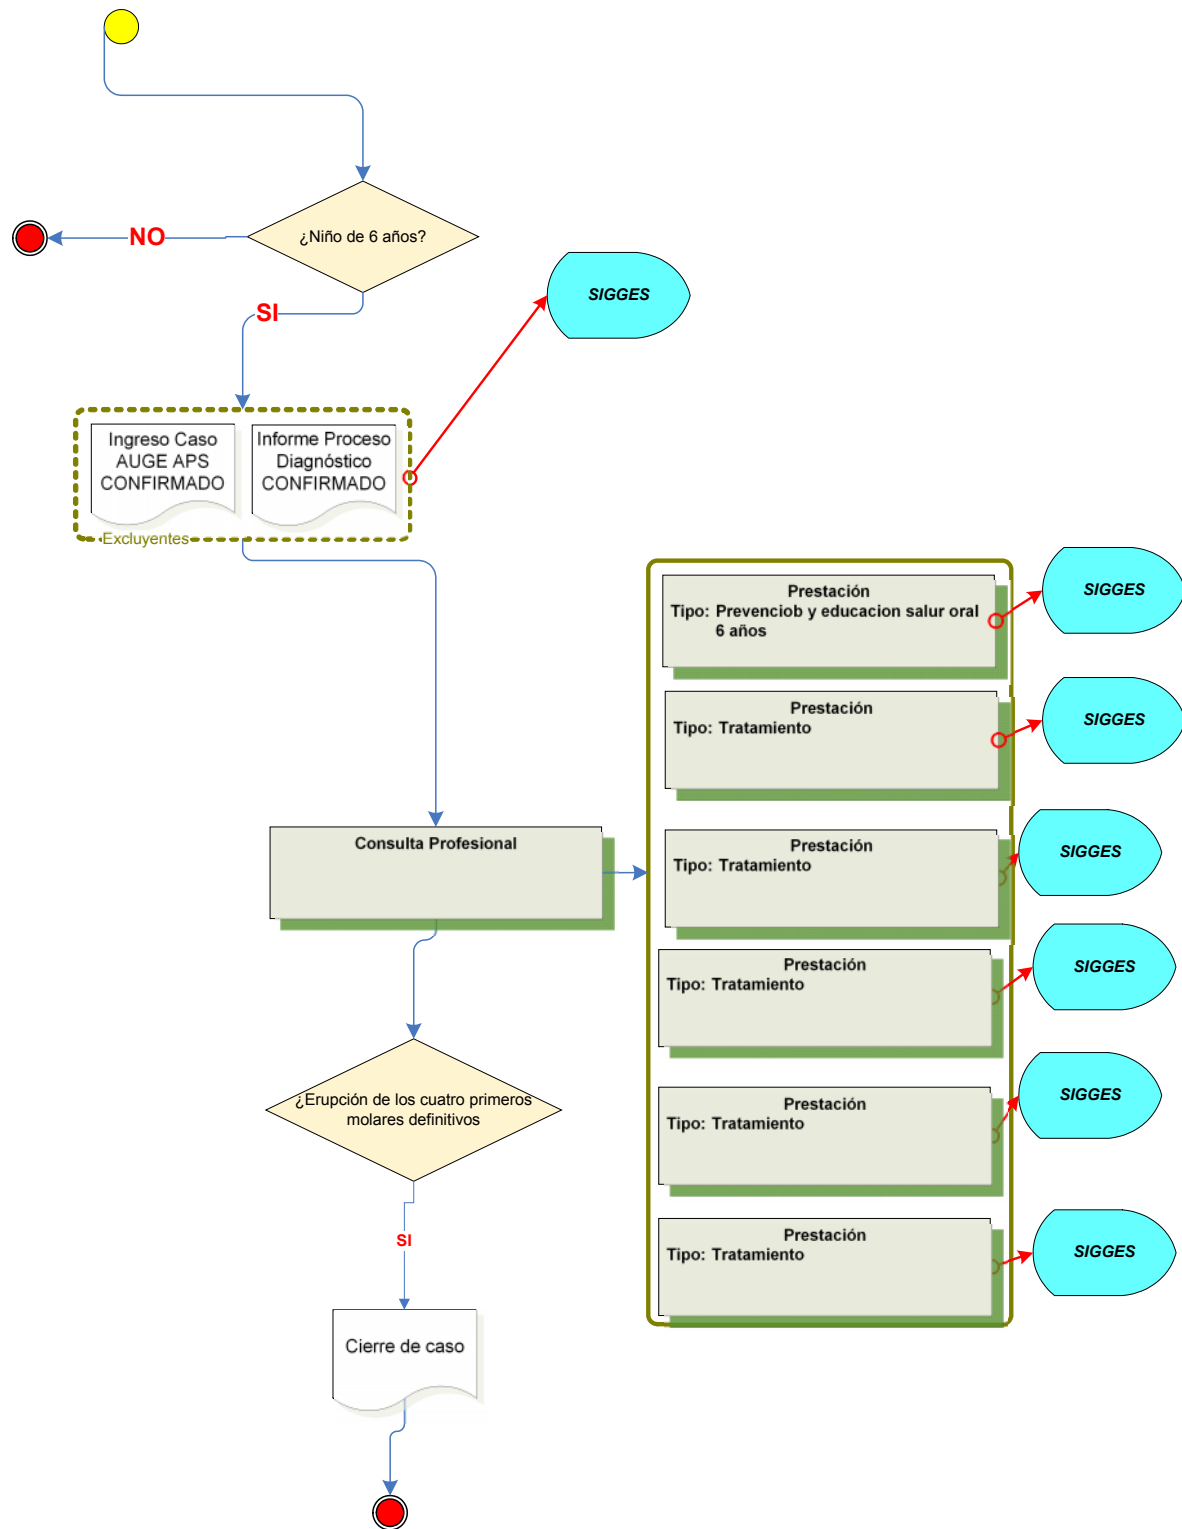 ¿Niño de 6 años?
NO
SIGGES
SI
Ingreso Caso
AUGE APS
CONFIRMADO
Informe Proceso
Diagnóstico
CONFIRMADO
Excluyentes
Prestación
Tipo: Prevenciob y educacion salur oral
6 años
SIGGES
Prestación
Tipo: Tratamiento
SIGGES
Consulta Profesional
Prestación
Tipo: Tratamiento
SIGGES
Prestación
Tipo: Tratamiento
SIGGES
¿Erupción de los cuatro primeros
molares definitivos
Prestación
Tipo: Tratamiento
SIGGES
SI
Prestación
Tipo: Tratamiento
SIGGES
Cierre de caso